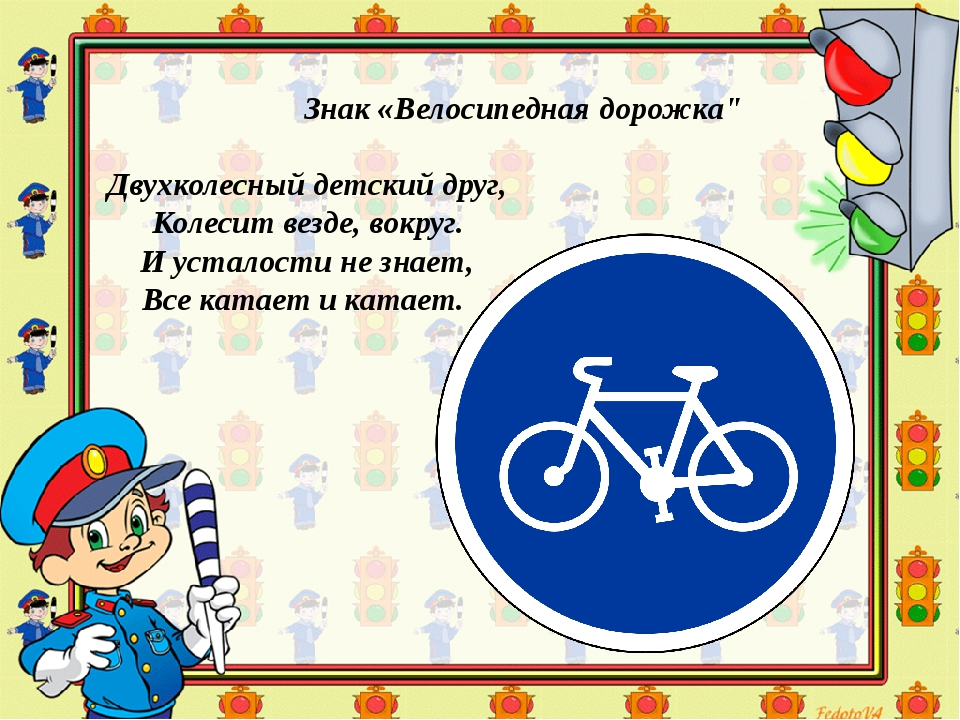 Знак «Велосипедная дорожка"
Двухколесный детский друг,
Колесит везде, вокруг.
И усталости не знает,
Все катает и катает.
FedotoVA